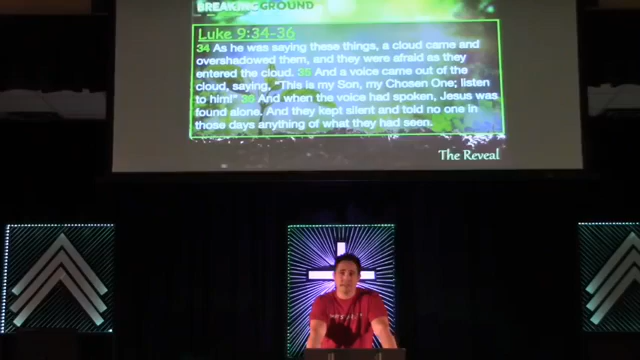 BREAKINGGROUND
Luke 9:34-36
34 As he was saying these things, a cloud came and
overshadowed them, and they were afraid as they
entered the cloud. 35 And a voice came out of the
cloud, saying, “This is my Son, my Chosen One; listen
to him!” 36 And when the voice had spoken, Jesus was
found alone. And they kept silent and told no one in
those days anything of what they had seen.
The Reveal